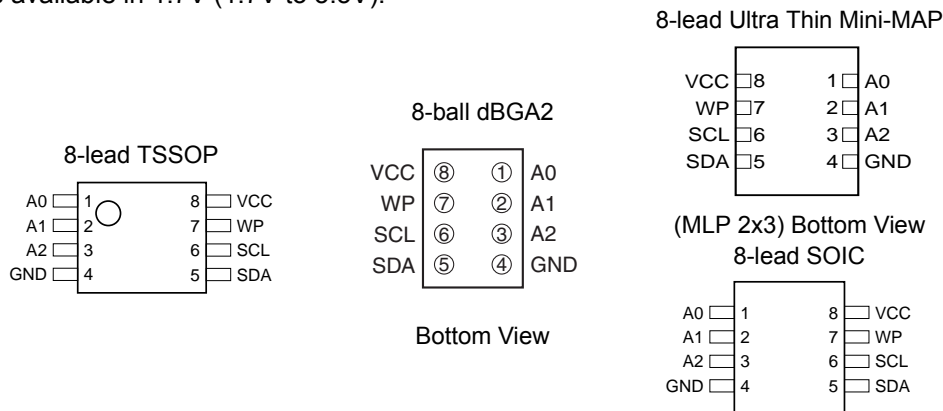 available in 1.7V (1.7V to
8-lead Ultra Thin Mini-MAP
VCC 8 1 A0
WP 7 2 A1
SCL 6 3 A2
SDA 5 4 GND
(MLP 2x3) Bottom View
8-ball dBGA2
VCC 8 1 A0
WP 7 2 A1
SCL 6 3 A2
SDA 5 4 GND
Bottom View
8-lead TSSOP
A0 1 8 VCC
A1 2 7 WP
A2 3 6 SCL
GND 4 5 SDA
8-lead SOIC
A0 1 8 VCC
A1 2 7 WP
A2 3 6 SCL
GND 4 5 SDA